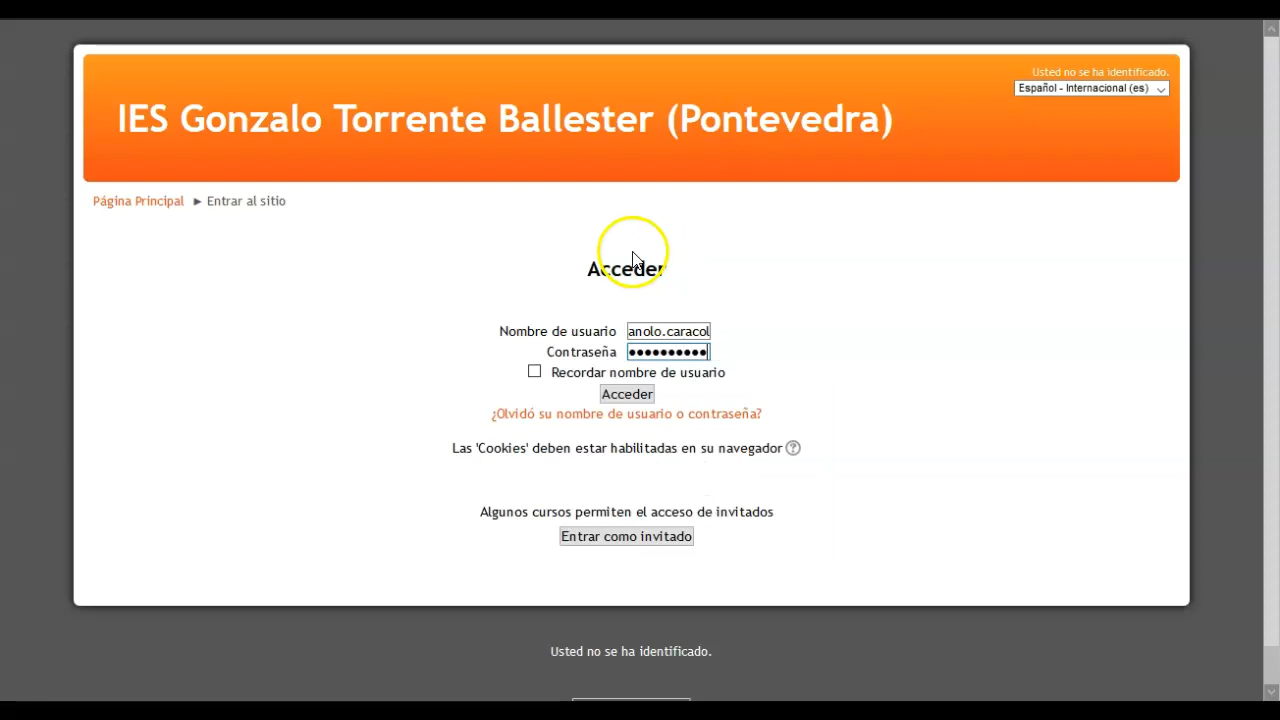 Usted no se ha identificado.
Español - Internacional (es)
IES Gonzalo Torrente Ballester (Pontevedra)
Página Principal ► Entrar al sitio
Acceder
Nombre de usuario anolo.caracol
Contraseña ●●●●●●●●●●
Recordar nombre de usuario
Acceder
¿Olvidó su nombre de usuario o contraseña?
Las 'Cookies' deben estar habilitadas en su navegador ?
Algunos cursos permiten el acceso de invitados
Entrar como invitado
Usted no se ha identificado.